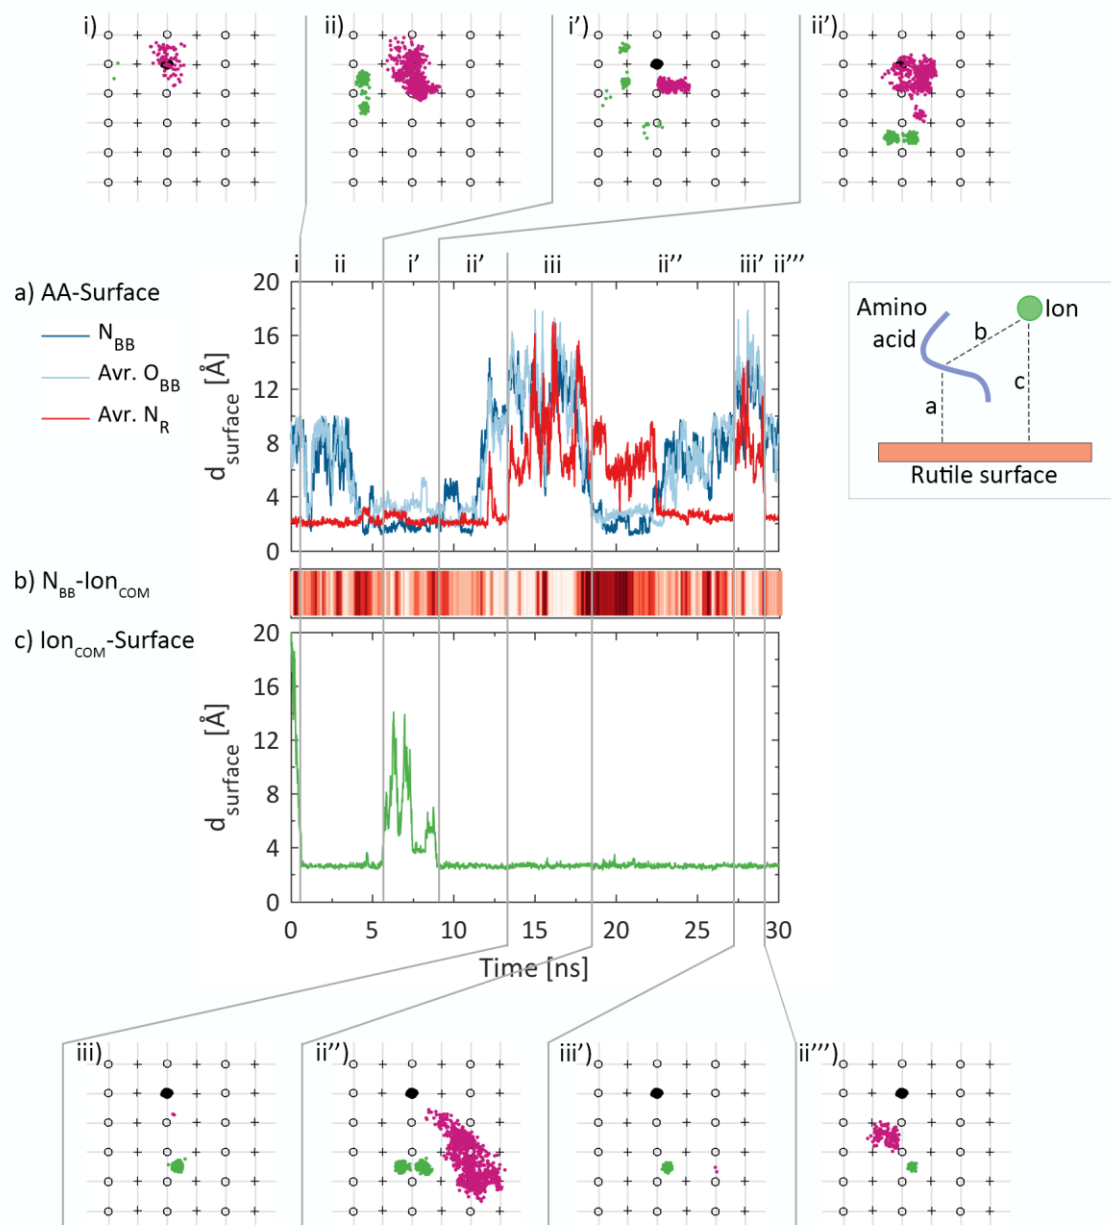 i) ii) i') ii')
i ii i' ii' iii ii'' iii' ii'''
a) AA-Surface
N_BB
Avr. O_BB
Avr. N_R
d_surface [Å]
20
16
12
8
4
0
Amino
acid
Ion
b
a
c
Rutile surface
b) N_BB-Ion_COM
c) Ion_COM-Surface
d_surface [Å]
20
16
12
8
4
0
0 5 10 15 20 25 30
Time [ns]
iii) ii'') iii') ii''')